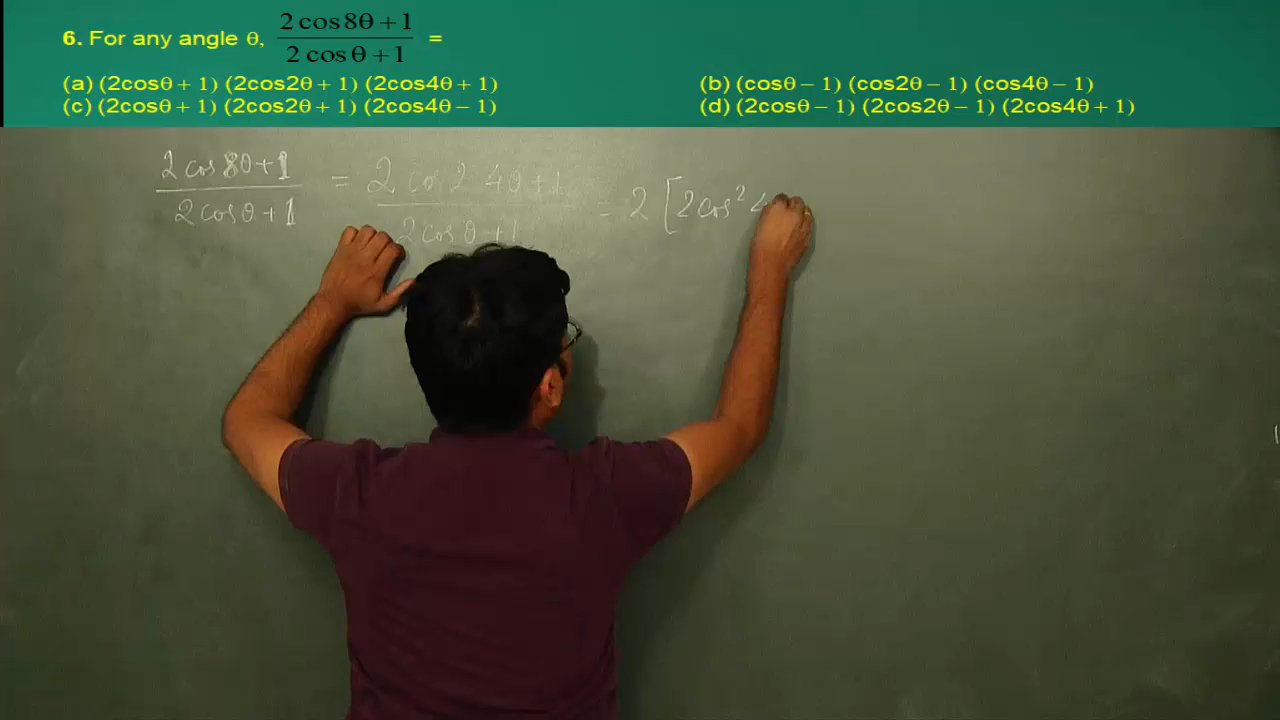 6. For any angle θ, (2 cos 8θ + 1)/(2 cos θ + 1) =
(a) (2cosθ + 1) (2cos2θ + 1) (2cos4θ + 1) (b) (cosθ − 1) (cos2θ − 1) (cos4θ − 1)
(c) (2cosθ + 1) (2cos2θ + 1) (2cos4θ − 1) (d) (2cosθ − 1) (2cos2θ − 1) (2cos4θ + 1)
(2 cos 8θ + 1)/(2 cos θ + 1) = (2 cos 2 4θ + 1)/(2 cos θ + 1) = 2 [2 cos²